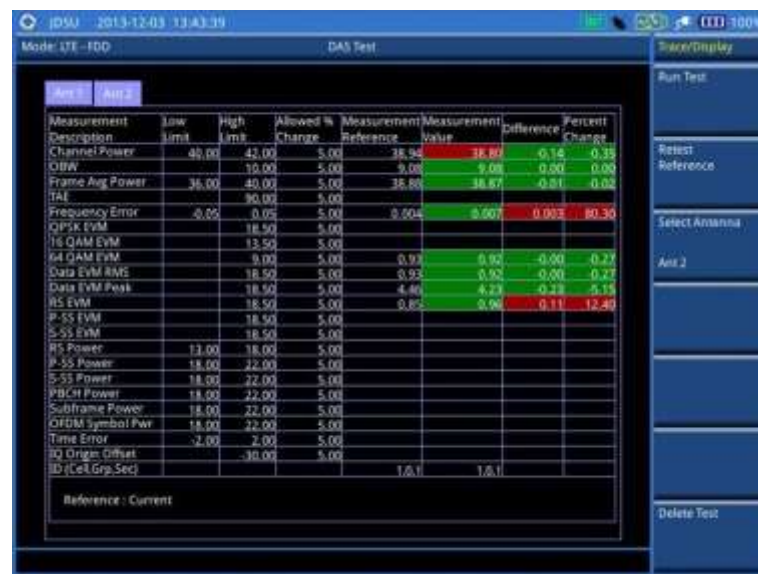 JDSU 2013-12-03 13:43:39 100%
Mode: LTE - FDD DAS Test Trace/Display
Run Test
Ant 1 Ant 2
Measurement Description Low Limit High Limit Allowed % Change Measurement Reference Measurement Value Difference Percent Change
Channel Power 40.00 42.00 5.00 38.94 38.80 -0.14 -0.35
OBW 10.00 5.00 9.08 9.08 0.00 0.00
Frame Avg Power 36.00 40.00 5.00 38.88 38.87 -0.01 -0.02
TAE 90.00 5.00
Frequency Error -0.05 0.05 5.00 0.004 0.007 0.003 80.30
QPSK EVM 18.50 5.00
16 QAM EVM 13.50 5.00
64 QAM EVM 9.00 5.00 0.93 0.92 -0.00 -0.27
Data EVM RMS 18.50 5.00 0.93 0.92 -0.00 -0.27
Data EVM Peak 18.50 5.00 4.46 4.23 -0.23 -5.15
RS EVM 18.50 5.00 0.85 0.96 0.11 12.40
P-SS EVM 18.50 5.00
S-SS EVM 18.50 5.00
RS Power 13.00 18.00 5.00
P-SS Power 18.00 22.00 5.00
S-SS Power 18.00 22.00 5.00
PBCH Power 18.00 22.00 5.00
Subframe Power 18.00 22.00 5.00
OFDM Symbol Pwr 18.00 22.00 5.00
Time Error -2.00 2.00 5.00
IQ Origin Offset -30.00 5.00
ID (Cell,Grp,Sec) 1,0,1 1,0,1
Reference : Current
Retest
Reference
Select Antenna
Ant 2
Delete Test